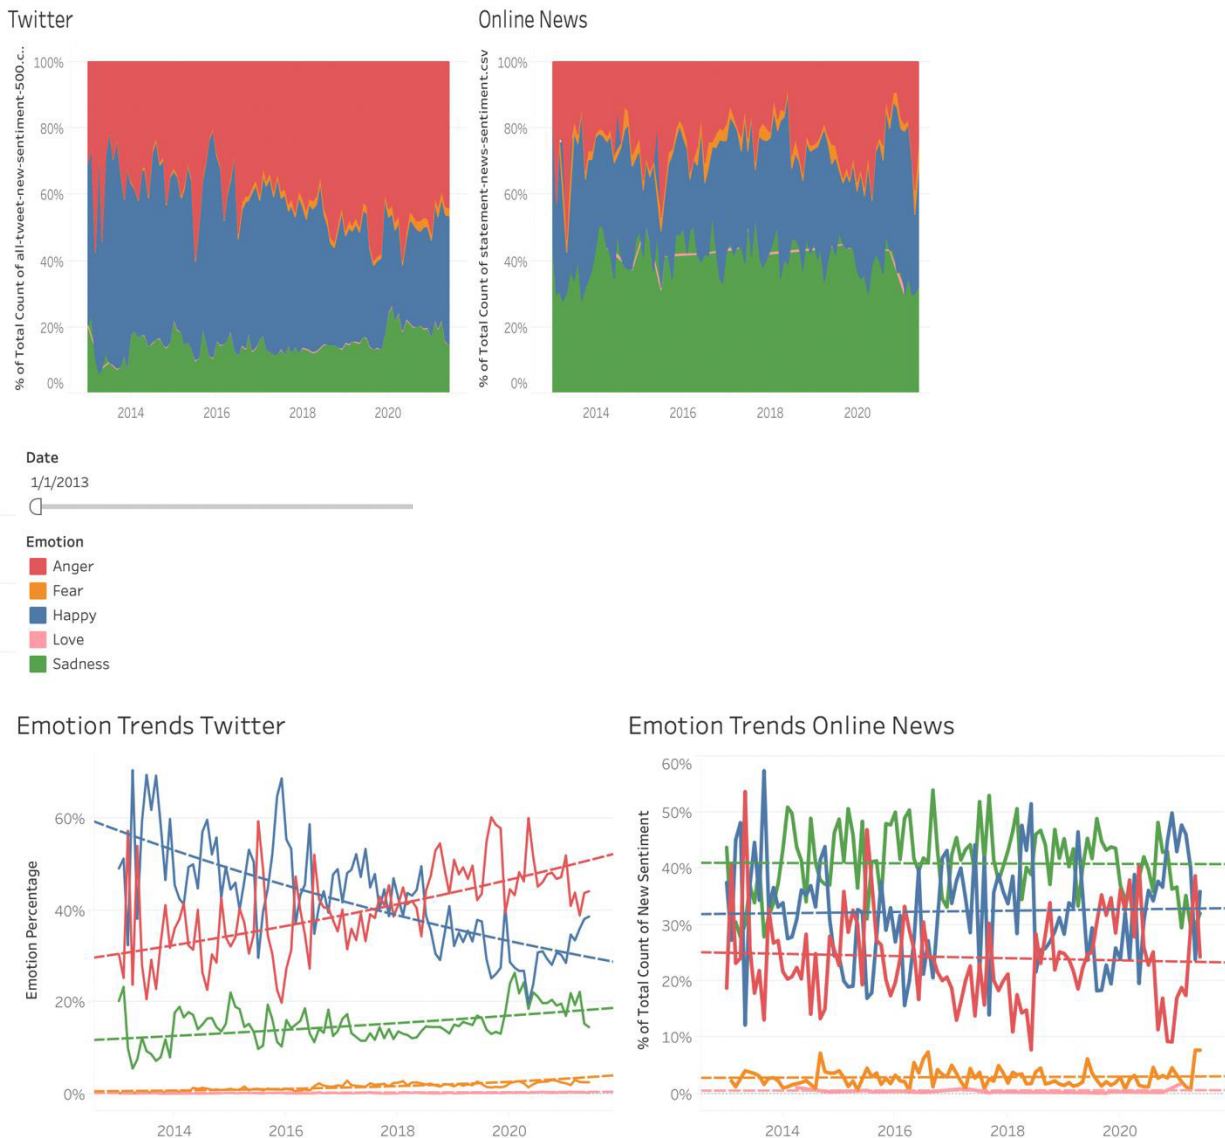 Twitter
Online News
% of Total Count of all-tweet-new-sentiment-500.c..
100%
80%
60%
40%
20%
0%
2014 2016 2018 2020
% of Total Count of statement-news-sentiment.csv
100%
80%
60%
40%
20%
0%
2014 2016 2018 2020
Date
1/1/2013
Emotion
Anger
Fear
Happy
Love
Sadness
Emotion Trends Twitter
Emotion Percentage
60%
40%
20%
0%
2014 2016 2018 2020
Emotion Trends Online News
% of Total Count of New Sentiment
60%
50%
40%
30%
20%
10%
0%
2014 2016 2018 2020